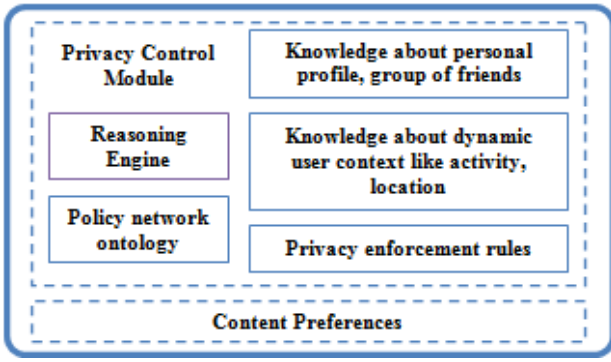 Privacy Control
Module
Knowledge about personal
profile, group of friends
Reasoning
Engine
Knowledge about dynamic
user context like activity,
location
Policy network
ontology
Privacy enforcement rules
Content Preferences